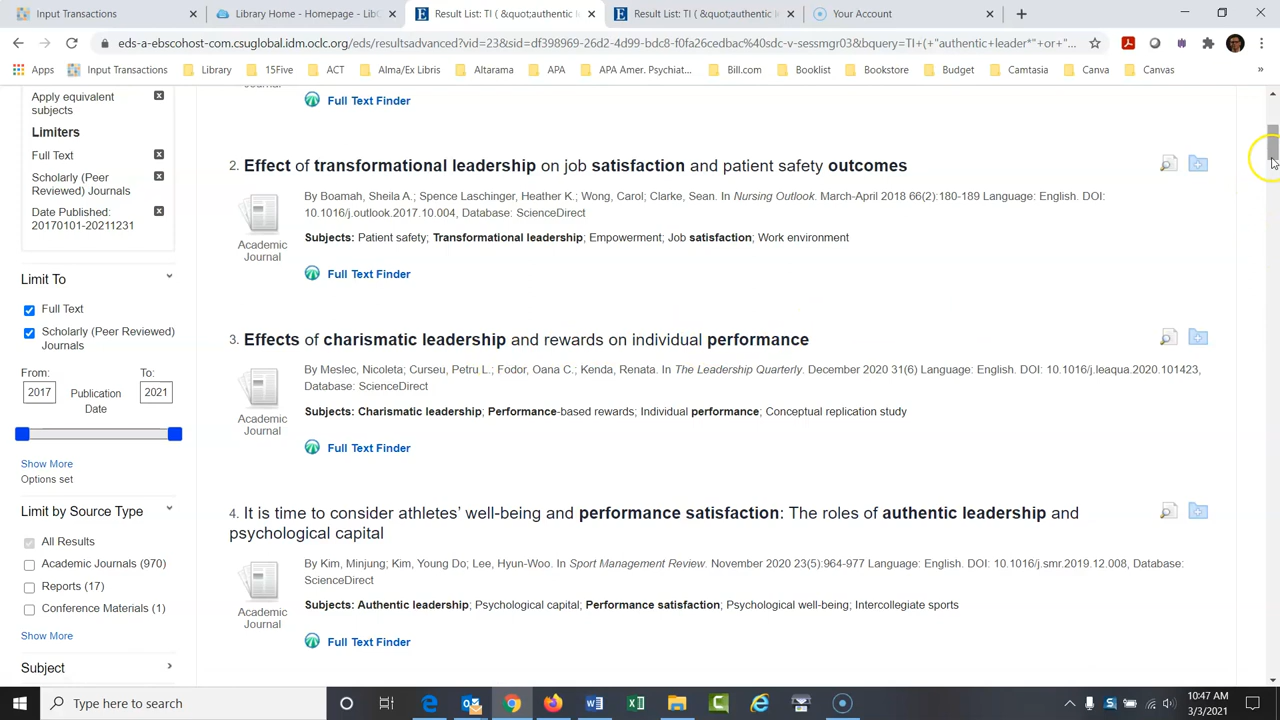 Input Transactions
Library Home - Homepage - LibG
Result List: TI ( &quot;authentic le
Result List: TI ( &quot;authentic le
Your Account
eds-a-ebscohost-com.csuglobal.idm.oclc.org/eds/resultsadvanced?vid=23&sid=df398969-26d2-4d99-bdc8-f0fa26cedbac%40sdc-v-sessmgr03&bquery=TI+(+"authentic+leader*"+or+"...
Apps
Input Transactions
Library
15Five
ACT
Alma/Ex Libris
Altarama
APA
APA Amer. Psychiat...
Bill.com
Booklist
Bookstore
Budget
Camtasia
Canva
Canvas
»
Apply equivalent
subjects
Limiters
Full Text
Scholarly (Peer
Reviewed) Journals
Date Published:
20170101-20211231
Limit To
Full Text
Scholarly (Peer Reviewed)
Journals
From:
To:
2017
Publication
Date
2021
Show More
Options set
Limit by Source Type
All Results
Academic Journals (970)
Reports (17)
Conference Materials (1)
Show More
Subject
Full Text Finder
2. Effect of transformational leadership on job satisfaction and patient safety outcomes
By Boamah, Sheila A.; Spence Laschinger, Heather K.; Wong, Carol; Clarke, Sean. In Nursing Outlook. March-April 2018 66(2):180-189 Language: English. DOI:
10.1016/j.outlook.2017.10.004, Database: ScienceDirect
Academic
Journal
Subjects: Patient safety; Transformational leadership; Empowerment; Job satisfaction; Work environment
Full Text Finder
3. Effects of charismatic leadership and rewards on individual performance
By Meslec, Nicoleta; Curseu, Petru L.; Fodor, Oana C.; Kenda, Renata. In The Leadership Quarterly. December 2020 31(6) Language: English. DOI: 10.1016/j.leaqua.2020.101423,
Database: ScienceDirect
Academic
Journal
Subjects: Charismatic leadership; Performance-based rewards; Individual performance; Conceptual replication study
Full Text Finder
4. It is time to consider athletes' well-being and performance satisfaction: The roles of authentic leadership and
psychological capital
By Kim, Minjung; Kim, Young Do; Lee, Hyun-Woo. In Sport Management Review. November 2020 23(5):964-977 Language: English. DOI: 10.1016/j.smr.2019.12.008, Database:
ScienceDirect
Academic
Journal
Subjects: Authentic leadership; Psychological capital; Performance satisfaction; Psychological well-being; Intercollegiate sports
Full Text Finder
Type here to search
10:47 AM
3/3/2021